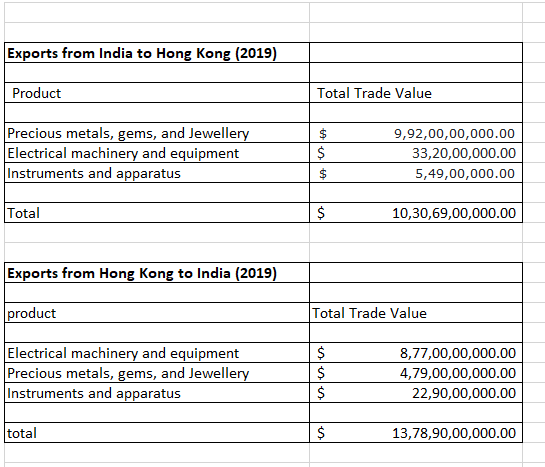 Exports from India to Hong Kong (2019)
Product Total Trade Value
Precious metals, gems, and Jewellery $ 9,92,00,00,000.00
Electrical machinery and equipment $ 33,20,00,000.00
Instruments and apparatus $ 5,49,00,000.00
Total $ 10,30,69,00,000.00
Exports from Hong Kong to India (2019)
product Total Trade Value
Electrical machinery and equipment $ 8,77,00,00,000.00
Precious metals, gems, and Jewellery $ 4,79,00,00,000.00
Instruments and apparatus $ 22,90,00,000.00
total $ 13,78,90,00,000.00